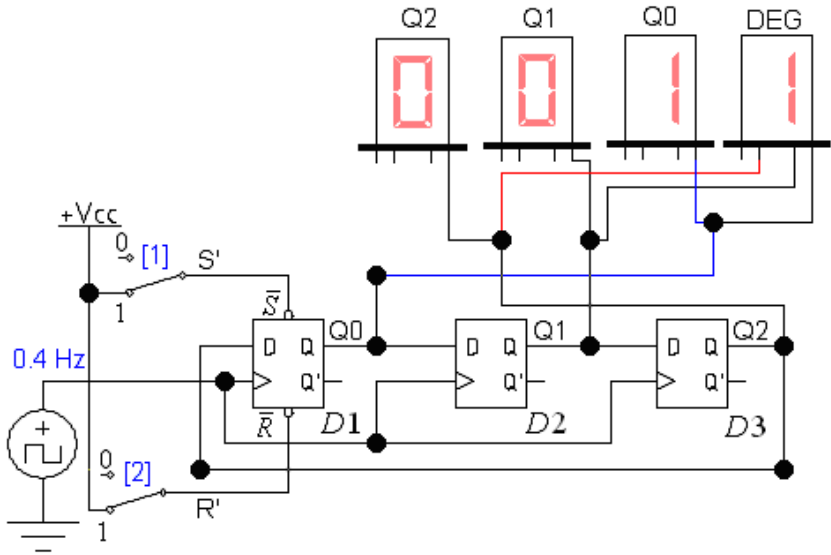 Q2 Q1 Q0 DEG
0 0 1 1
+Vcc
0 [1] S'
1
S̅ Q0 Q1 Q2
D Q D Q D Q
0.4 Hz
Q' Q' Q'
R̅ D1 D2 D3
+
0 [2]
R'
1